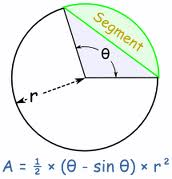 Segment
θ
r
A = ½ × (θ - sin θ) × r²